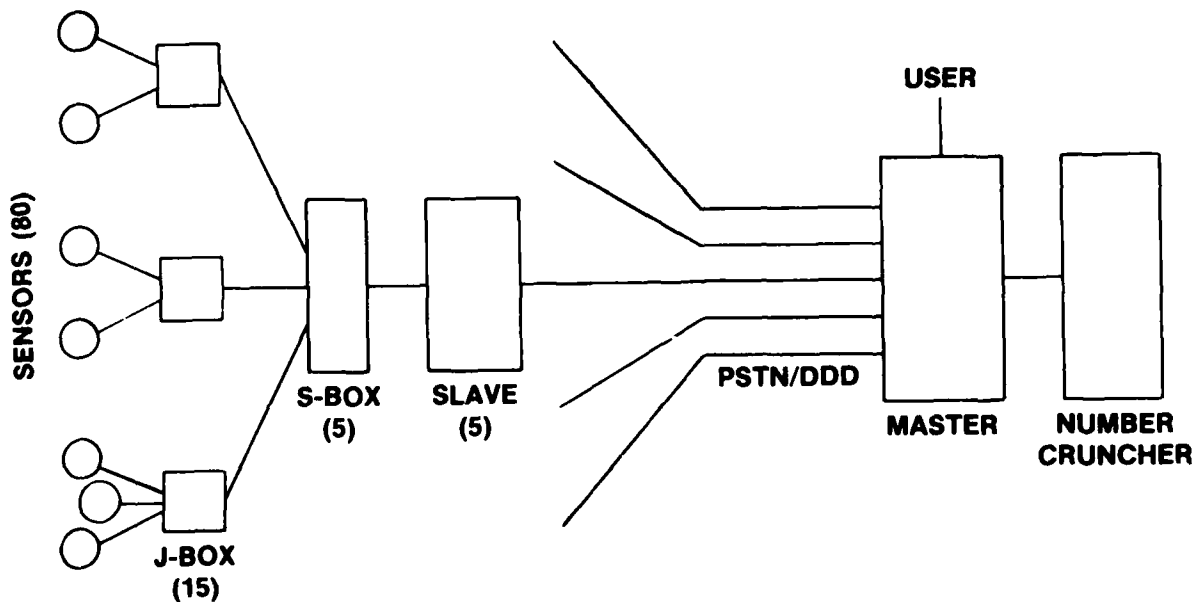 USER
SENSORS (80)
S-BOX
(5)
SLAVE
(5)
PSTN/DDD
MASTER
NUMBER
CRUNCHER
J-BOX
(15)